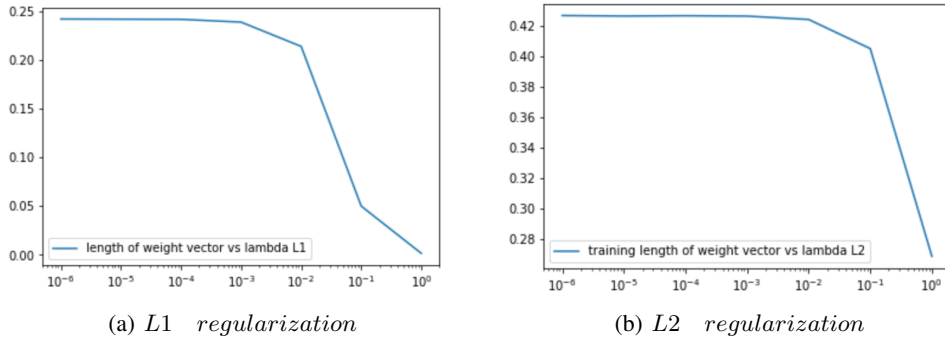 0.25
0.20
0.15
0.10
0.05
0.00
length of weight vector vs lambda L1
10⁻⁶ 10⁻⁵ 10⁻⁴ 10⁻³ 10⁻² 10⁻¹ 10⁰
(a) L1 regularization
0.42
0.40
0.38
0.36
0.34
0.32
0.30
0.28
training length of weight vector vs lambda L2
10⁻⁶ 10⁻⁵ 10⁻⁴ 10⁻³ 10⁻² 10⁻¹ 10⁰
(b) L2 regularization